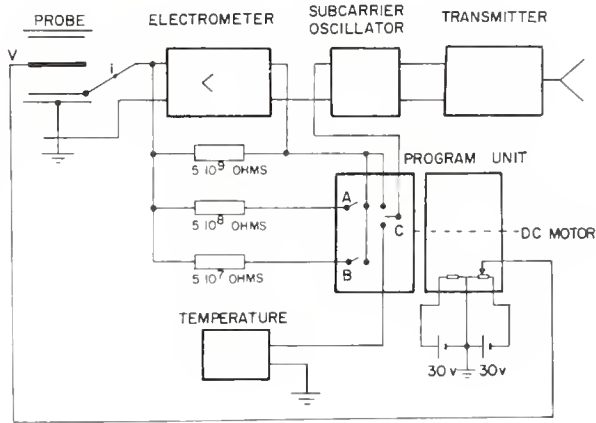 PROBE
ELECTROMETER
SUBCARRIER
OSCILLATOR
TRANSMITTER
V
i
<
5 10⁹ OHMS
PROGRAM UNIT
A
5 10⁸ OHMS
C
DC MOTOR
B
5 10⁷ OHMS
TEMPERATURE
30 V 30 V